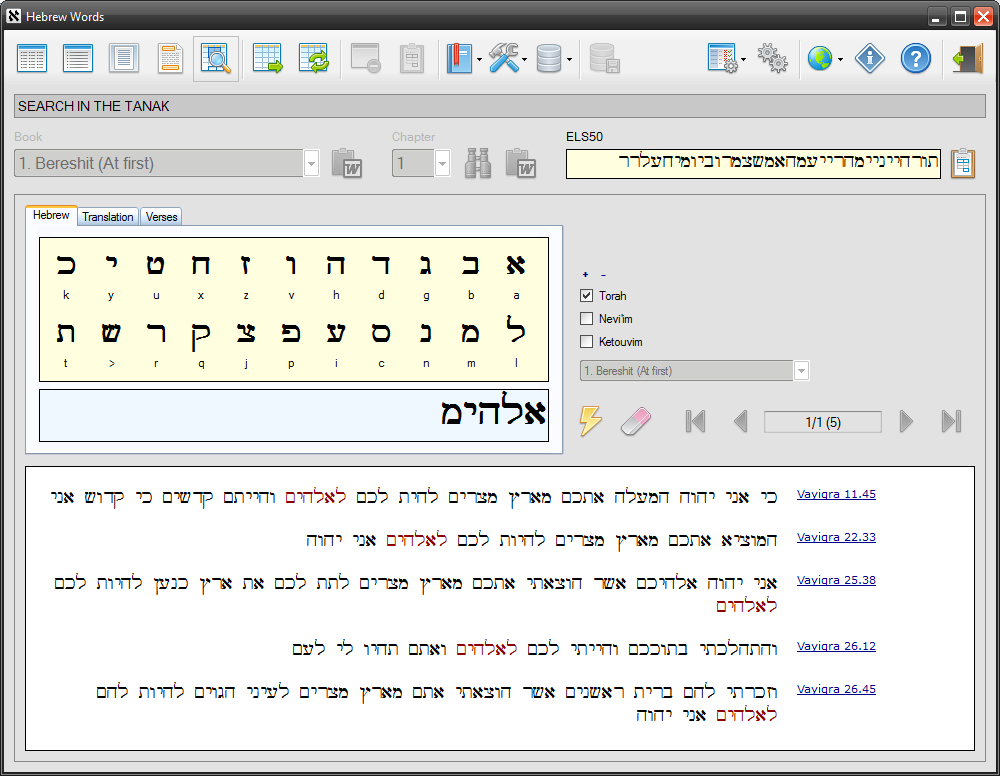 Hebrew Words
SEARCH IN THE TANAK
Book
Chapter
ELS50
1. Bereshit (At first)
1
Hebrew
Translation
Verses
א ב ג ד ה ו ז ח ט י כ
k y u x z v h d g b a
ל מ נ ס ע פ צ ק ר ש ת
t > r q j p i c n m l
אלהימ
+ -
Torah
Nevi'im
Ketouvim
1. Bereshit (At first)
1/1 (5)
כי אני יהוה המעלה אתכם מארץ מצרים להית לכם לאלהים והייתם קדשים כי קדוש אני
Vayiqra 11.45
המוציא אתכם מארץ מצרים להיות לכם לאלהים אני יהוה
Vayiqra 22.33
אני יהוה אלהיכם אשר הוצאתי אתכם מארץ מצרים לתת לכם את ארץ כנען להיות לכם
לאלהים
Vayiqra 25.38
והתהלכתי בתוככם והייתי לכם לאלהים ואתם תהיו לי לעם
Vayiqra 26.12
וזכרתי להם ברית ראשנים אשר הוצאתי אתם מארץ מצרים לעיני הגוים להיות להם
לאלהים אני יהוה
Vayiqra 26.45